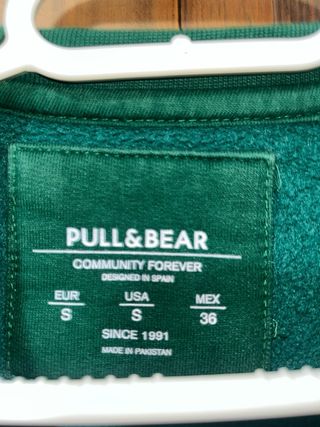 PULL&BEAR
COMMUNITY FOREVER
DESIGNED IN SPAIN
EUR USA MEX
S S 36
SINCE 1991
MADE IN PAKISTAN